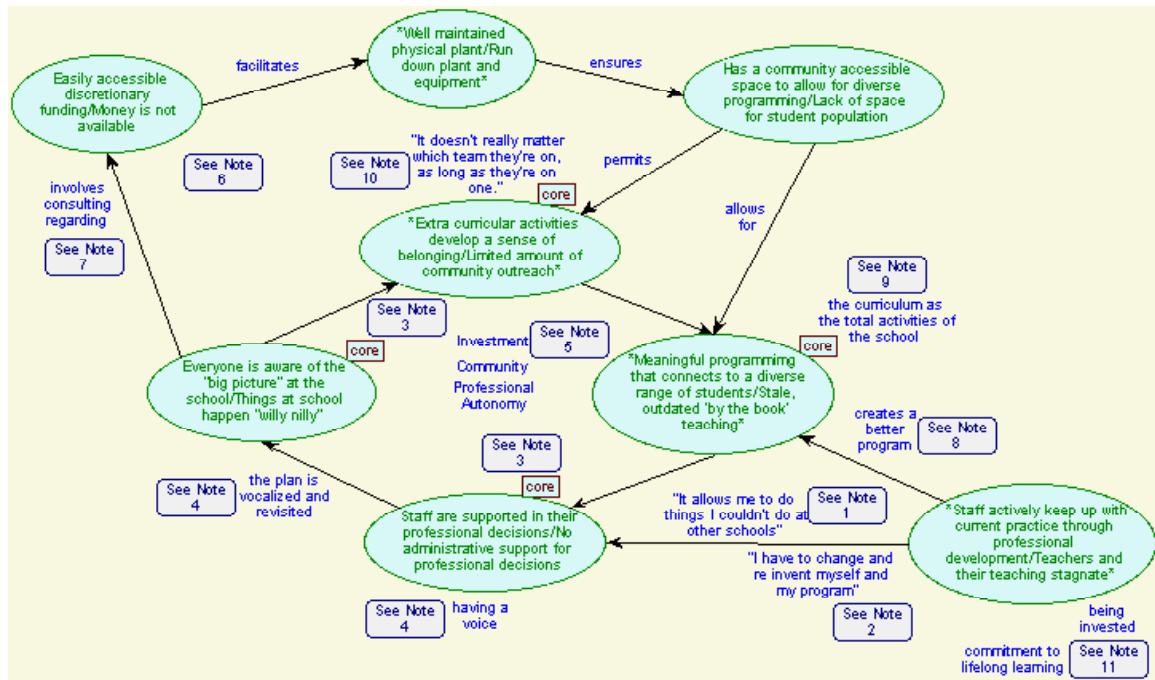 *Well maintained
physical plant/Run
down plant and
equipment*
facilitates
ensures
Easily accessible
discretionary
funding/Money is not
available
Has a community accessible
space to allow for diverse
programming/Lack of space
for student population
"It doesn't really matter
which team they're on,
as long as they're on
one."
See Note
10
See Note
6
permits
core
involves
consulting
regarding
See Note
7
allows
for
*Extra curricular activities
develop a sense of
belonging/Limited amount of
community outreach*
See Note
9
the curriculum as
the total activities of
the school
See Note
3
Investment
See Note
5
Community
Professional
Autonomy
core
core
Everyone is aware of the
"big picture" at the
school/Things at school
happen "willy nilly"
*Meaningful programming
that connects to a diverse
range of students/Stale,
outdated 'by the book'
teaching*
creates a
better
program
See Note
8
See Note
3
core
See Note
4
the plan is
vocalized and
revisited
"It allows me to do
things I couldn't do at
other schools"
See Note
1
Staff are supported in their
professional decisions/No
administrative support for
professional decisions
*Staff actively keep up with
current practice through
professional
development/Teachers and
their teaching stagnate*
"I have to change and
re invent myself and
my program"
See Note
2
See Note
4
having a
voice
being
invested
commitment to
lifelong learning
See Note
11